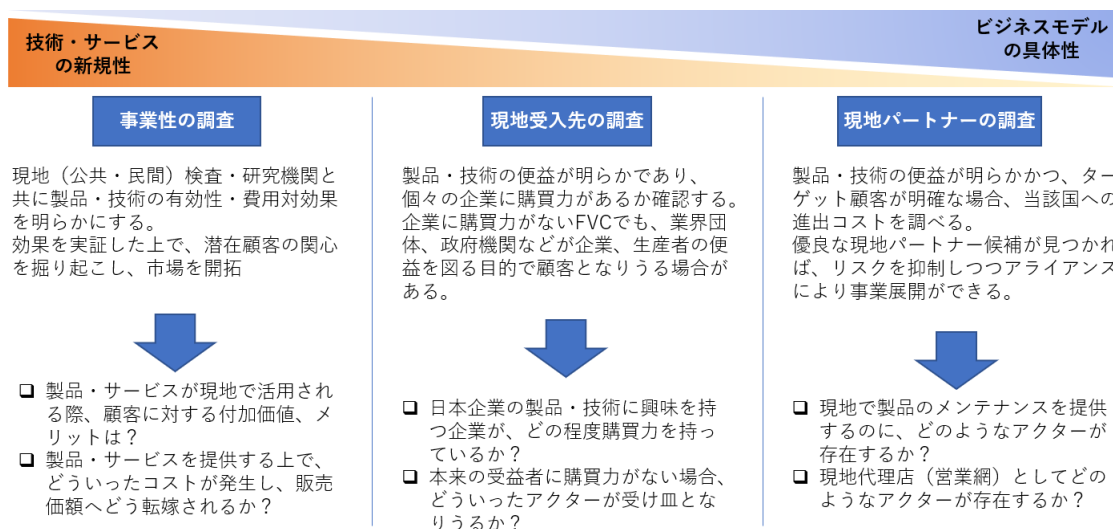 技術・サービス
の新規性
ビジネスモデル
の具体性
事業性の調査
現地（公共・民間）検査・研究機関と
共に製品・技術の有効性・費用対効果
を明らかにする。
効果を実証した上で、潜在顧客の関心
を掘り起こし、市場を開拓
製品・サービスが現地で活用され
る際、顧客に対する付加価値、メ
リットは？
製品・サービスを提供する上で、
どういったコストが発生し、販売
価額へどう転嫁されるか？
現地受入先の調査
製品・技術の便益が明らかであり、
個々の企業に購買力があるか確認する。
企業に購買力がないFVCでも、業界団
体、政府機関などが企業、生産者の便
益を図る目的で顧客となりうる場合が
ある。
日本企業の製品・技術に興味を持
つ企業が、どの程度購買力を持っ
ているか？
本来の受益者に購買力がない場合、
どういったアクターが受け皿とな
りうるか？
現地パートナーの調査
製品・技術の便益が明らかかつ、ター
ゲット顧客が明確な場合、当該国への
進出コストを調べる。
優良な現地パートナー候補が見つかれ
ば、リスクを抑制しつつアライアンス
により事業展開ができる。
現地で製品のメンテナンスを提供
するのに、どのようなアクターが
存在するか？
現地代理店（営業網）としてどの
ようなアクターが存在するか？